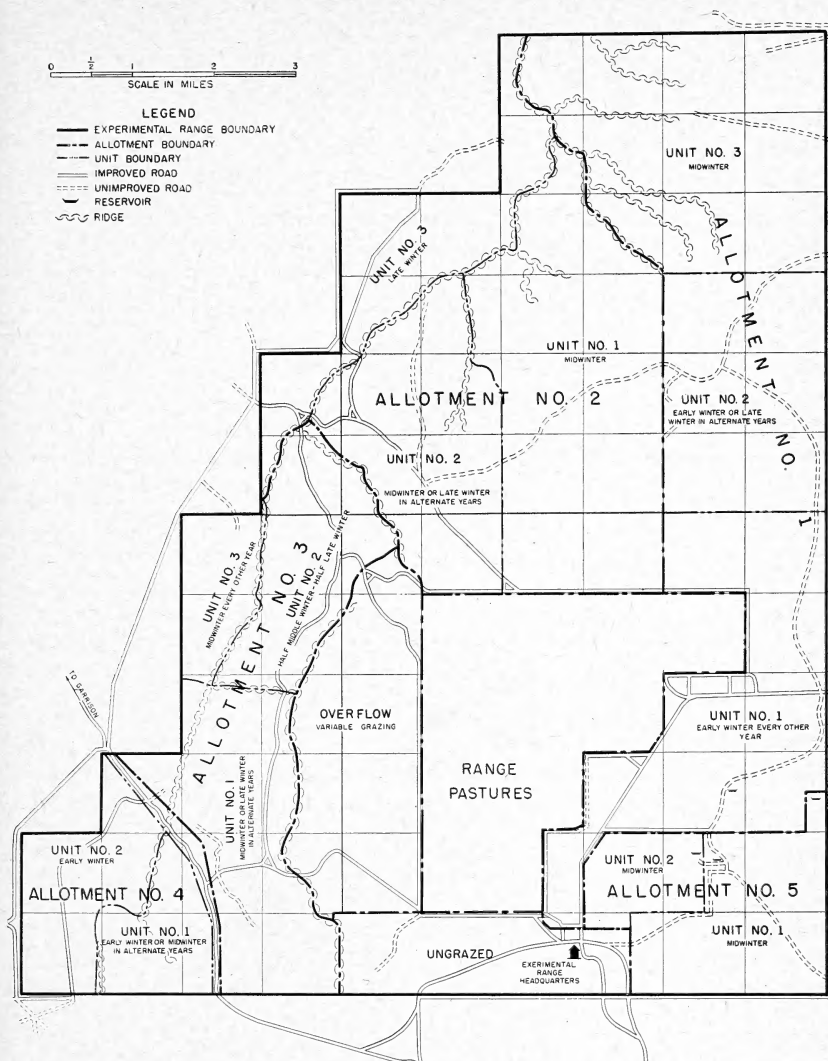 0 1/2 1 2 3
SCALE IN MILES
LEGEND
EXPERIMENTAL RANGE BOUNDARY
ALLOTMENT BOUNDARY
UNIT BOUNDARY
IMPROVED ROAD
UNIMPROVED ROAD
RESERVOIR
RIDGE
UNIT NO. 3
MIDWINTER
ALLOTMENT NO. 1
UNIT NO. 3
LATE WINTER
UNIT NO. 1
MIDWINTER
ALLOTMENT NO. 2
UNIT NO. 2
EARLY WINTER OR LATE
WINTER IN ALTERNATE YEARS
UNIT NO. 2
MIDWINTER OR LATE WINTER
IN ALTERNATE YEARS
UNIT NO. 3
MIDWINTER EVERY OTHER YEAR
ALLOTMENT NO. 3
UNIT NO. 2
HALF MIDDLE WINTER-HALF LATE WINTER
TO GARRISON
OVERFLOW
VARIABLE GRAZING
UNIT NO. 1
EARLY WINTER EVERY OTHER
YEAR
RANGE
PASTURES
UNIT NO. 1
MIDWINTER OR LATE WINTER
IN ALTERNATE YEARS
UNIT NO. 2
EARLY WINTER
ALLOTMENT NO. 4
UNIT NO. 1
EARLY WINTER OR MIDWINTER
IN ALTERNATE YEARS
UNIT NO. 2
MIDWINTER
ALLOTMENT NO. 5
UNIT NO. 1
MIDWINTER
UNGRAZED
EXERIMENTAL
RANGE
HEADQUARTERS